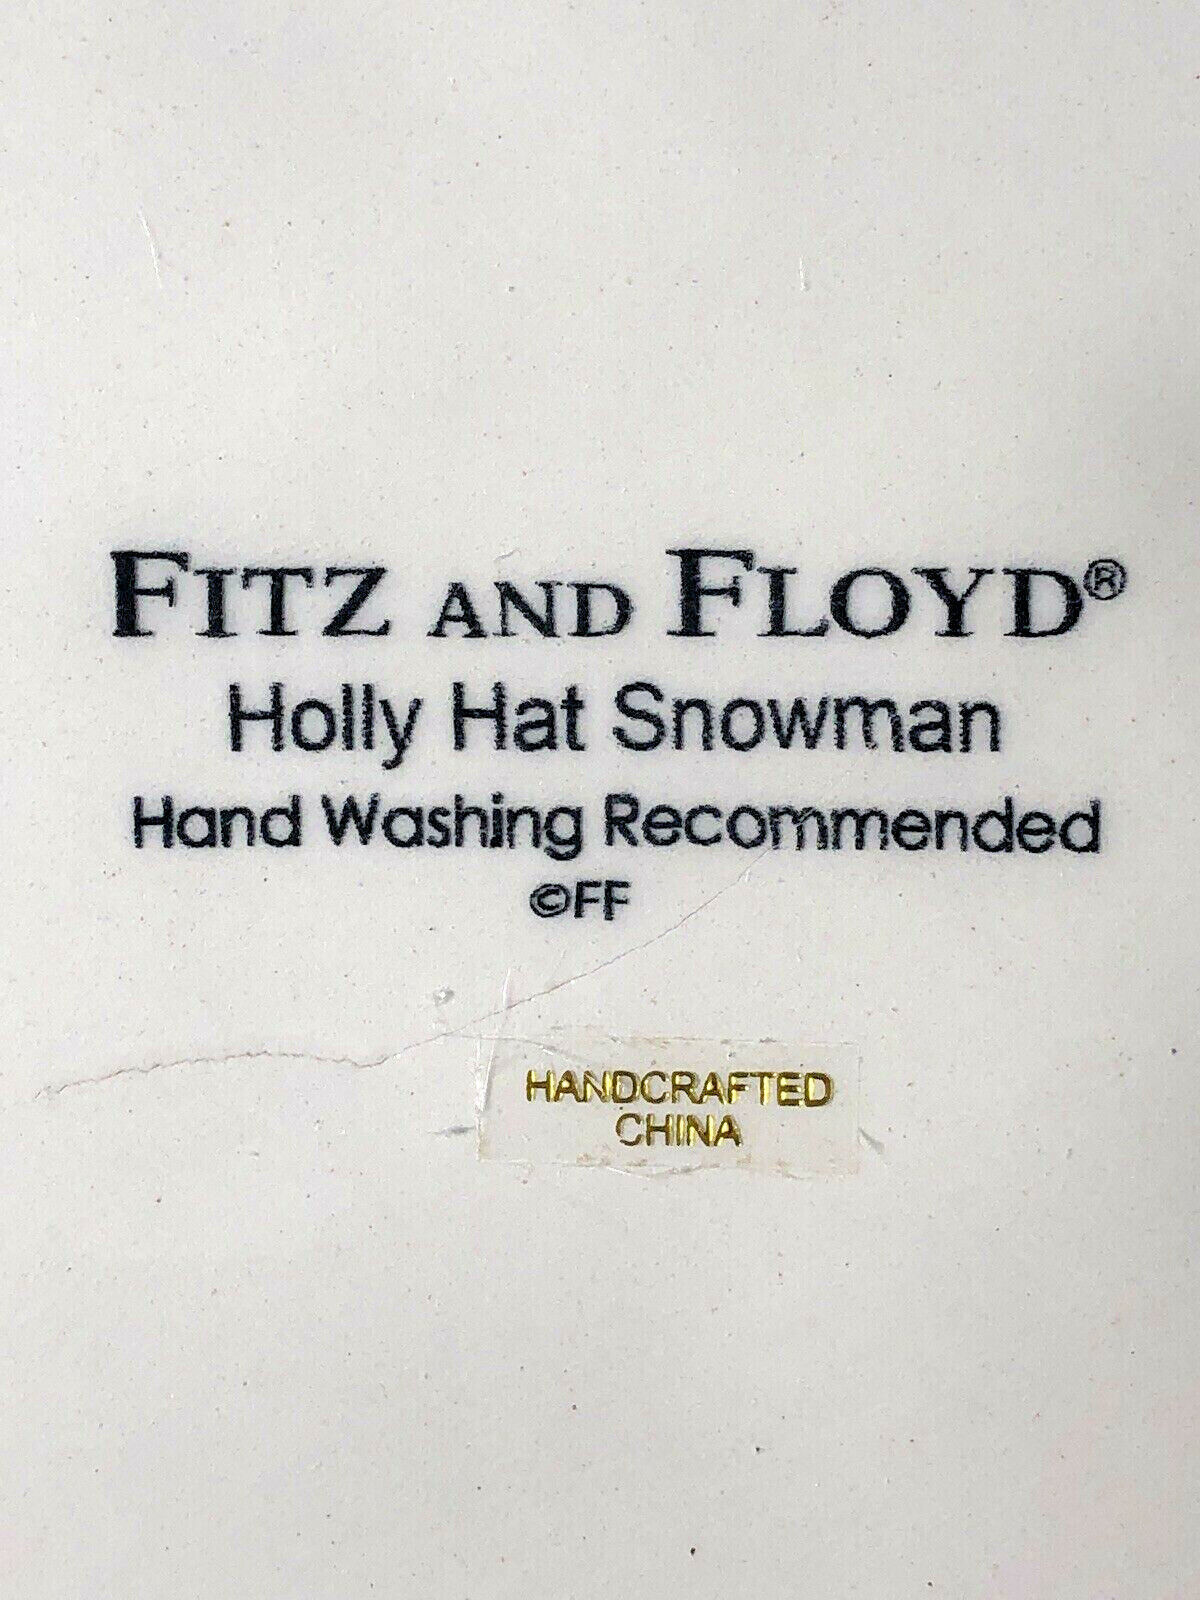 FITZ AND FLOYD®
Holly Hat Snowman
Hand Washing Recommended
©FF
HANDCRAFTED
CHINA